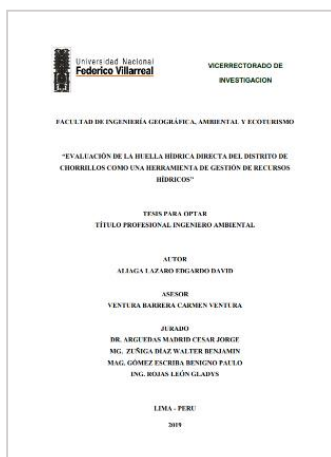 Universidad Nacional
Federico Villarreal
VICERRECTORADO DE
INVESTIGACION
FACULTAD DE INGENIERÍA GEOGRÁFICA, AMBIENTAL Y ECOTURISMO
“EVALUACIÓN DE LA HUELLA HÍDRICA DIRECTA DEL DISTRITO DE
CHORRILLOS COMO UNA HERRAMIENTA DE GESTIÓN DE RECURSOS
HÍDRICOS”
TESIS PARA OPTAR
TÍTULO PROFESIONAL INGENIERO AMBIENTAL
AUTOR
ALIAGA LAZARO EDGARDO DAVID
ASESOR
VENTURA BARRERA CARMEN VENTURA
JURADO
DR. ARGUEDAS MADRID CESAR JORGE
MG. ZUÑIGA DÍAZ WALTER BENJAMIN
MAG. GÓMEZ ESCRIBA BENIGNO PAULO
ING. ROJAS LEÓN GLADYS
LIMA - PERU
2019